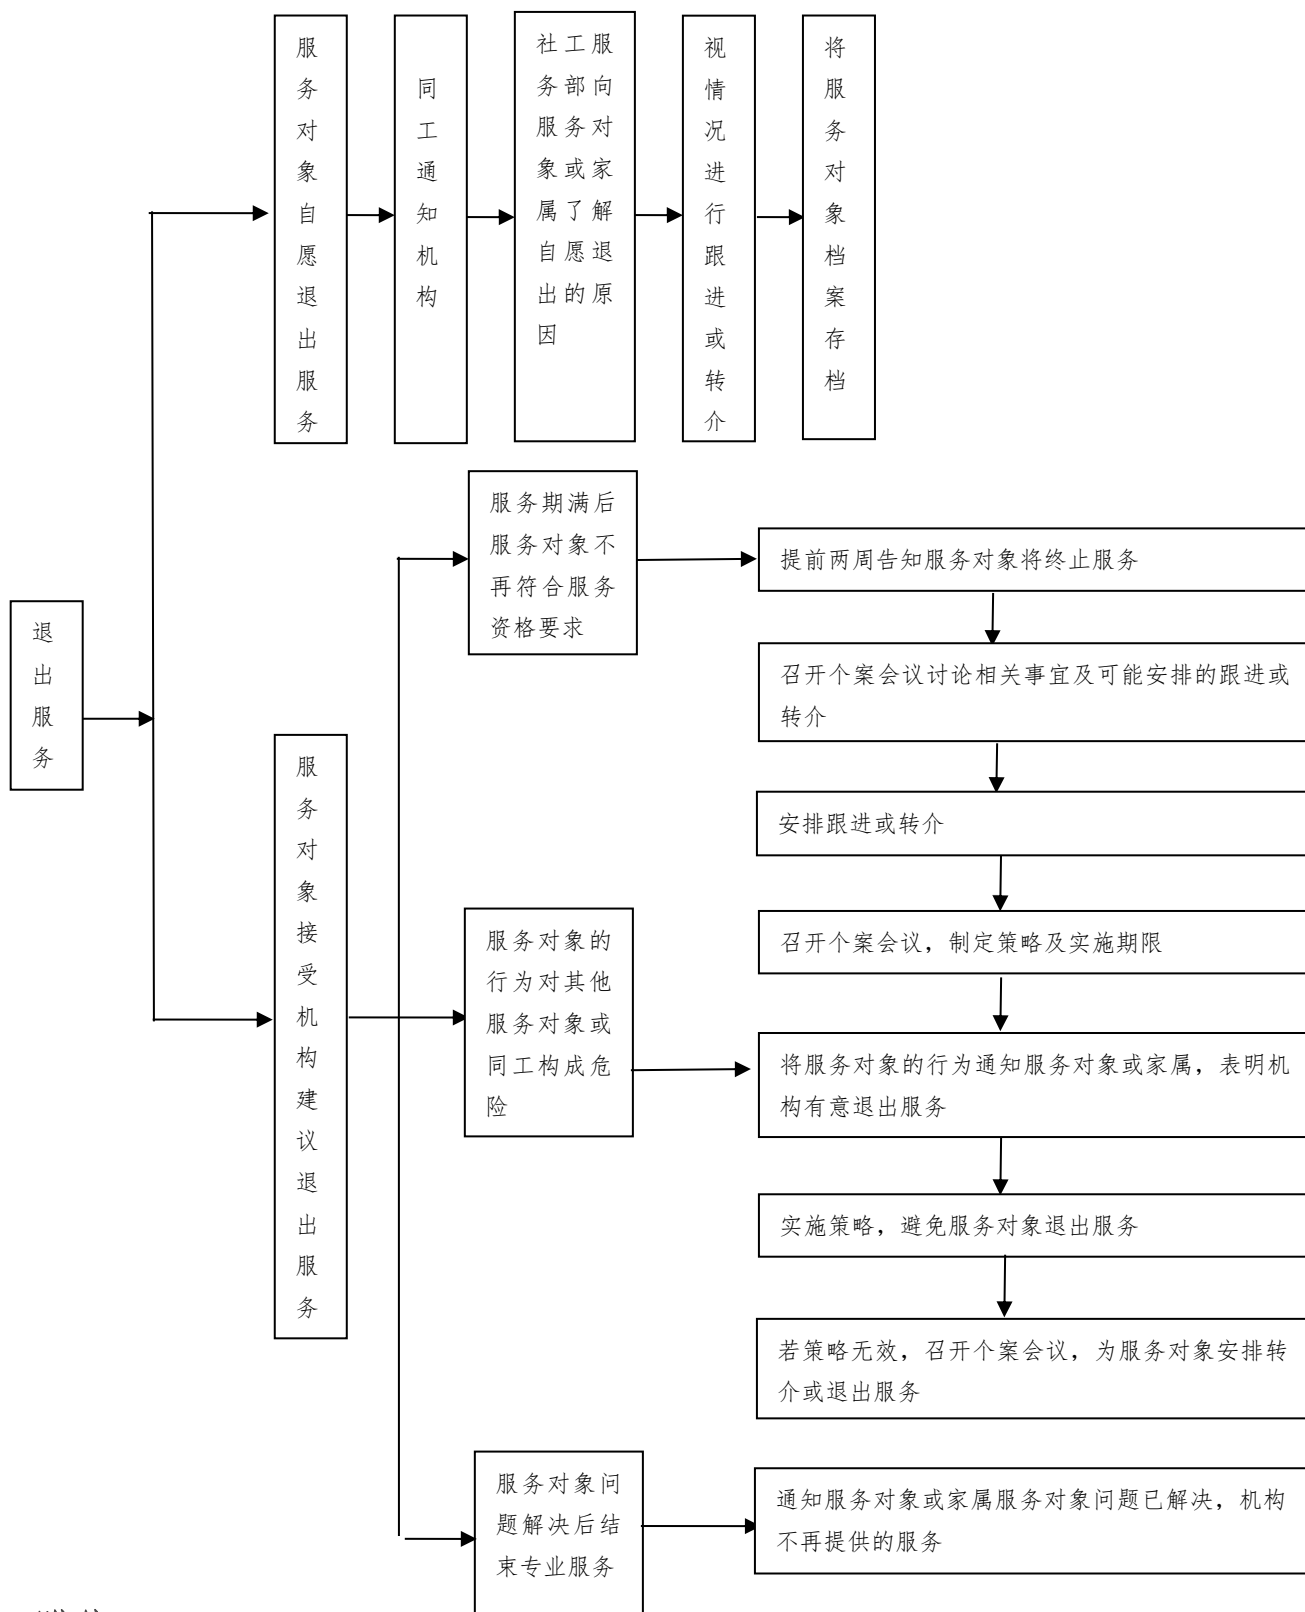 服务对象自愿退出服务
同工通知机构
社工服
务部向
服务对
象或家
属了解
自愿退
出的原
因
视情况进行跟进或转介
将服务对象档案存档
退出服务
服务对象接受机构建议退出服务
服务期满后
服务对象不
再符合服务
资格要求
提前两周告知服务对象将终止服务
召开个案会议讨论相关事宜及可能安排的跟进或
转介
安排跟进或转介
召开个案会议，制定策略及实施期限
服务对象的
行为对其他
服务对象或
同工构成危
险
将服务对象的行为通知服务对象或家属，表明机
构有意退出服务
实施策略，避免服务对象退出服务
若策略无效，召开个案会议，为服务对象安排转
介或退出服务
服务对象问
题解决后结
束专业服务
通知服务对象或家属服务对象问题已解决，机构
不再提供的服务